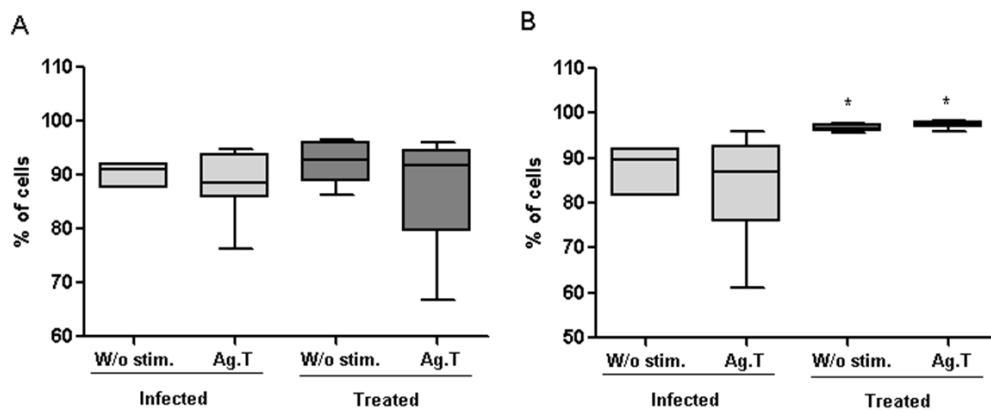 A
110
100
90
80
70
60
% of cells
W/o stim. Ag.T W/o stim. Ag.T
Infected Treated
B
110
100
90
80
70
60
50
% of cells
* *
W/o stim. Ag.T W/o stim. Ag.T
Infected Treated